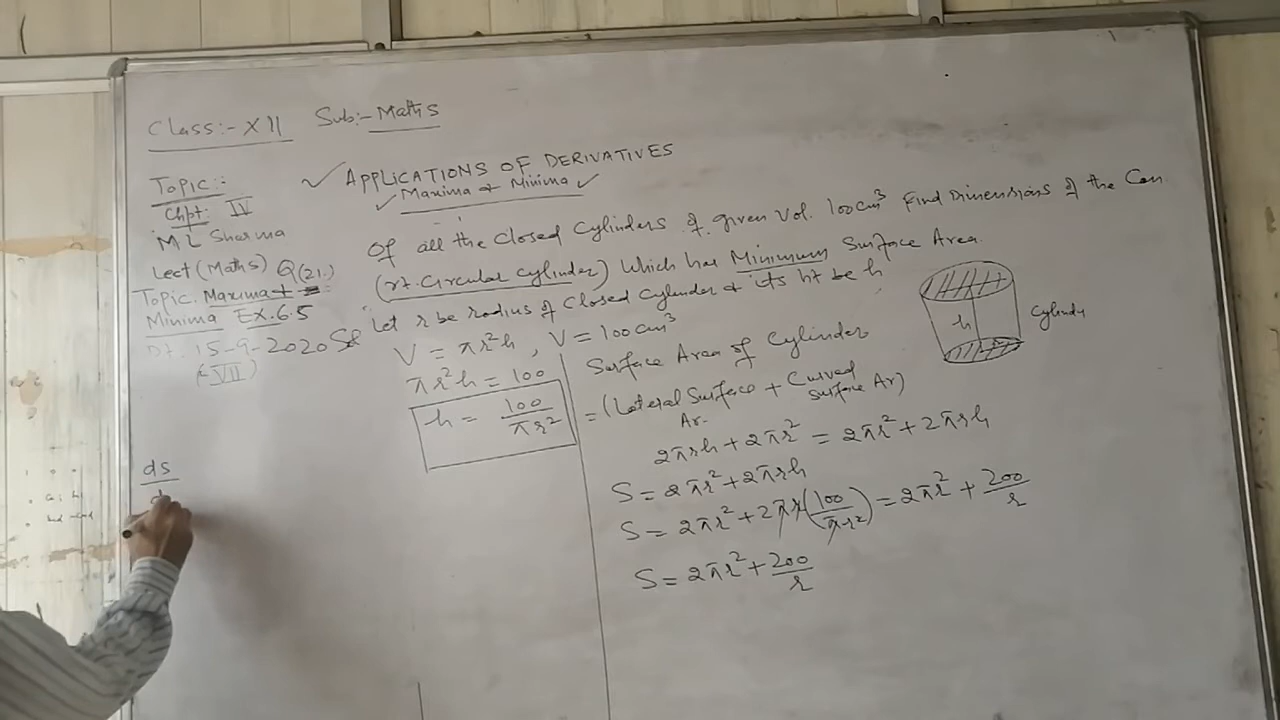 Class:- XII Sub:- Maths
Topic:-
Chpt: IV
M L Sharma
Lect (Maths) Q(21.)
Topic. Maxima +
Minima EX.6.5
Dt. 15-9-2020
(VII)
✓ APPLICATIONS OF DERIVATIVES
✓ Maxima & Minima ✓
Of all the Closed Cylinders of given Vol. 100cm³ Find Dimensions of the Can
(rt. Circular Cylinder) Which has Minimum Surface Area.
Let r be radius of Closed Cylinder & its ht be h
V = πr²h , V = 100cm³
πr²h = 100
h = 100/πr²
Surface Area of Cylinder
= (Lateral Surface Ar. + Curved Surface Ar)
2πrh + 2πr² = 2πr² + 2πrh
S = 2πr² + 2πrh
S = 2πr² + 2πr(100/πr²) = 2πr² + 200/r
S = 2πr² + 200/r
h
Cylinder
ds
d